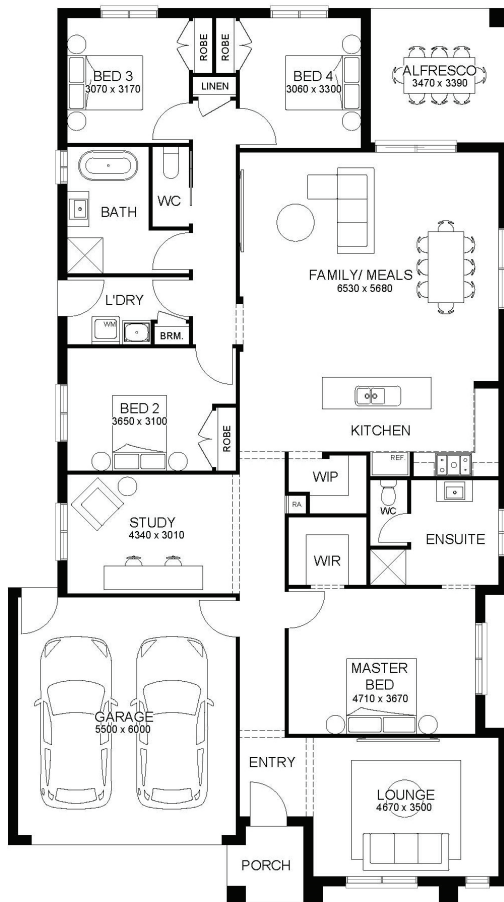 BED 3
3070 x 3170
ROBE
ROBE
BED 4
3060 x 3300
ALFRESCO
3470 x 3390
LINEN
WC
BATH
FAMILY/ MEALS
6530 x 5680
L'DRY
WM
BRM.
BED 2
3650 x 3100
ROBE
KITCHEN
REF.
WIP
RA
WC
ENSUITE
STUDY
4340 x 3010
WIR
MASTER
BED
4710 x 3670
GARAGE
5500 x 6000
ENTRY
LOUNGE
4670 x 3500
PORCH